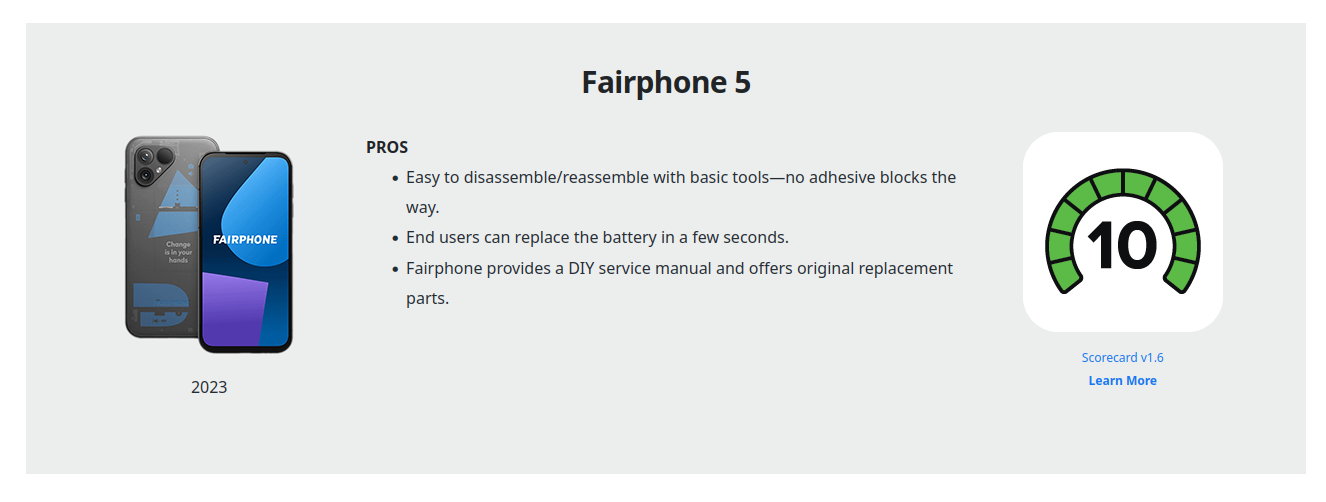 Fairphone 5
Change
is in your
hands
FAIRPHONE
2023
PROS
• Easy to disassemble/reassemble with basic tools—no adhesive blocks the
way.
• End users can replace the battery in a few seconds.
• Fairphone provides a DIY service manual and offers original replacement
parts.
10
Scorecard v1.6
Learn More